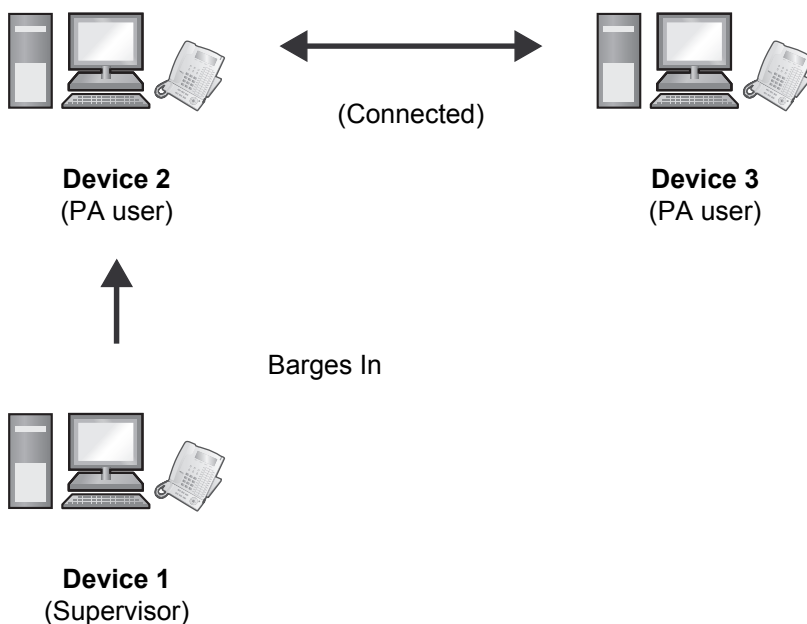 (Connected)
Device 2
(PA user)
Device 3
(PA user)
Barges In
Device 1
(Supervisor)